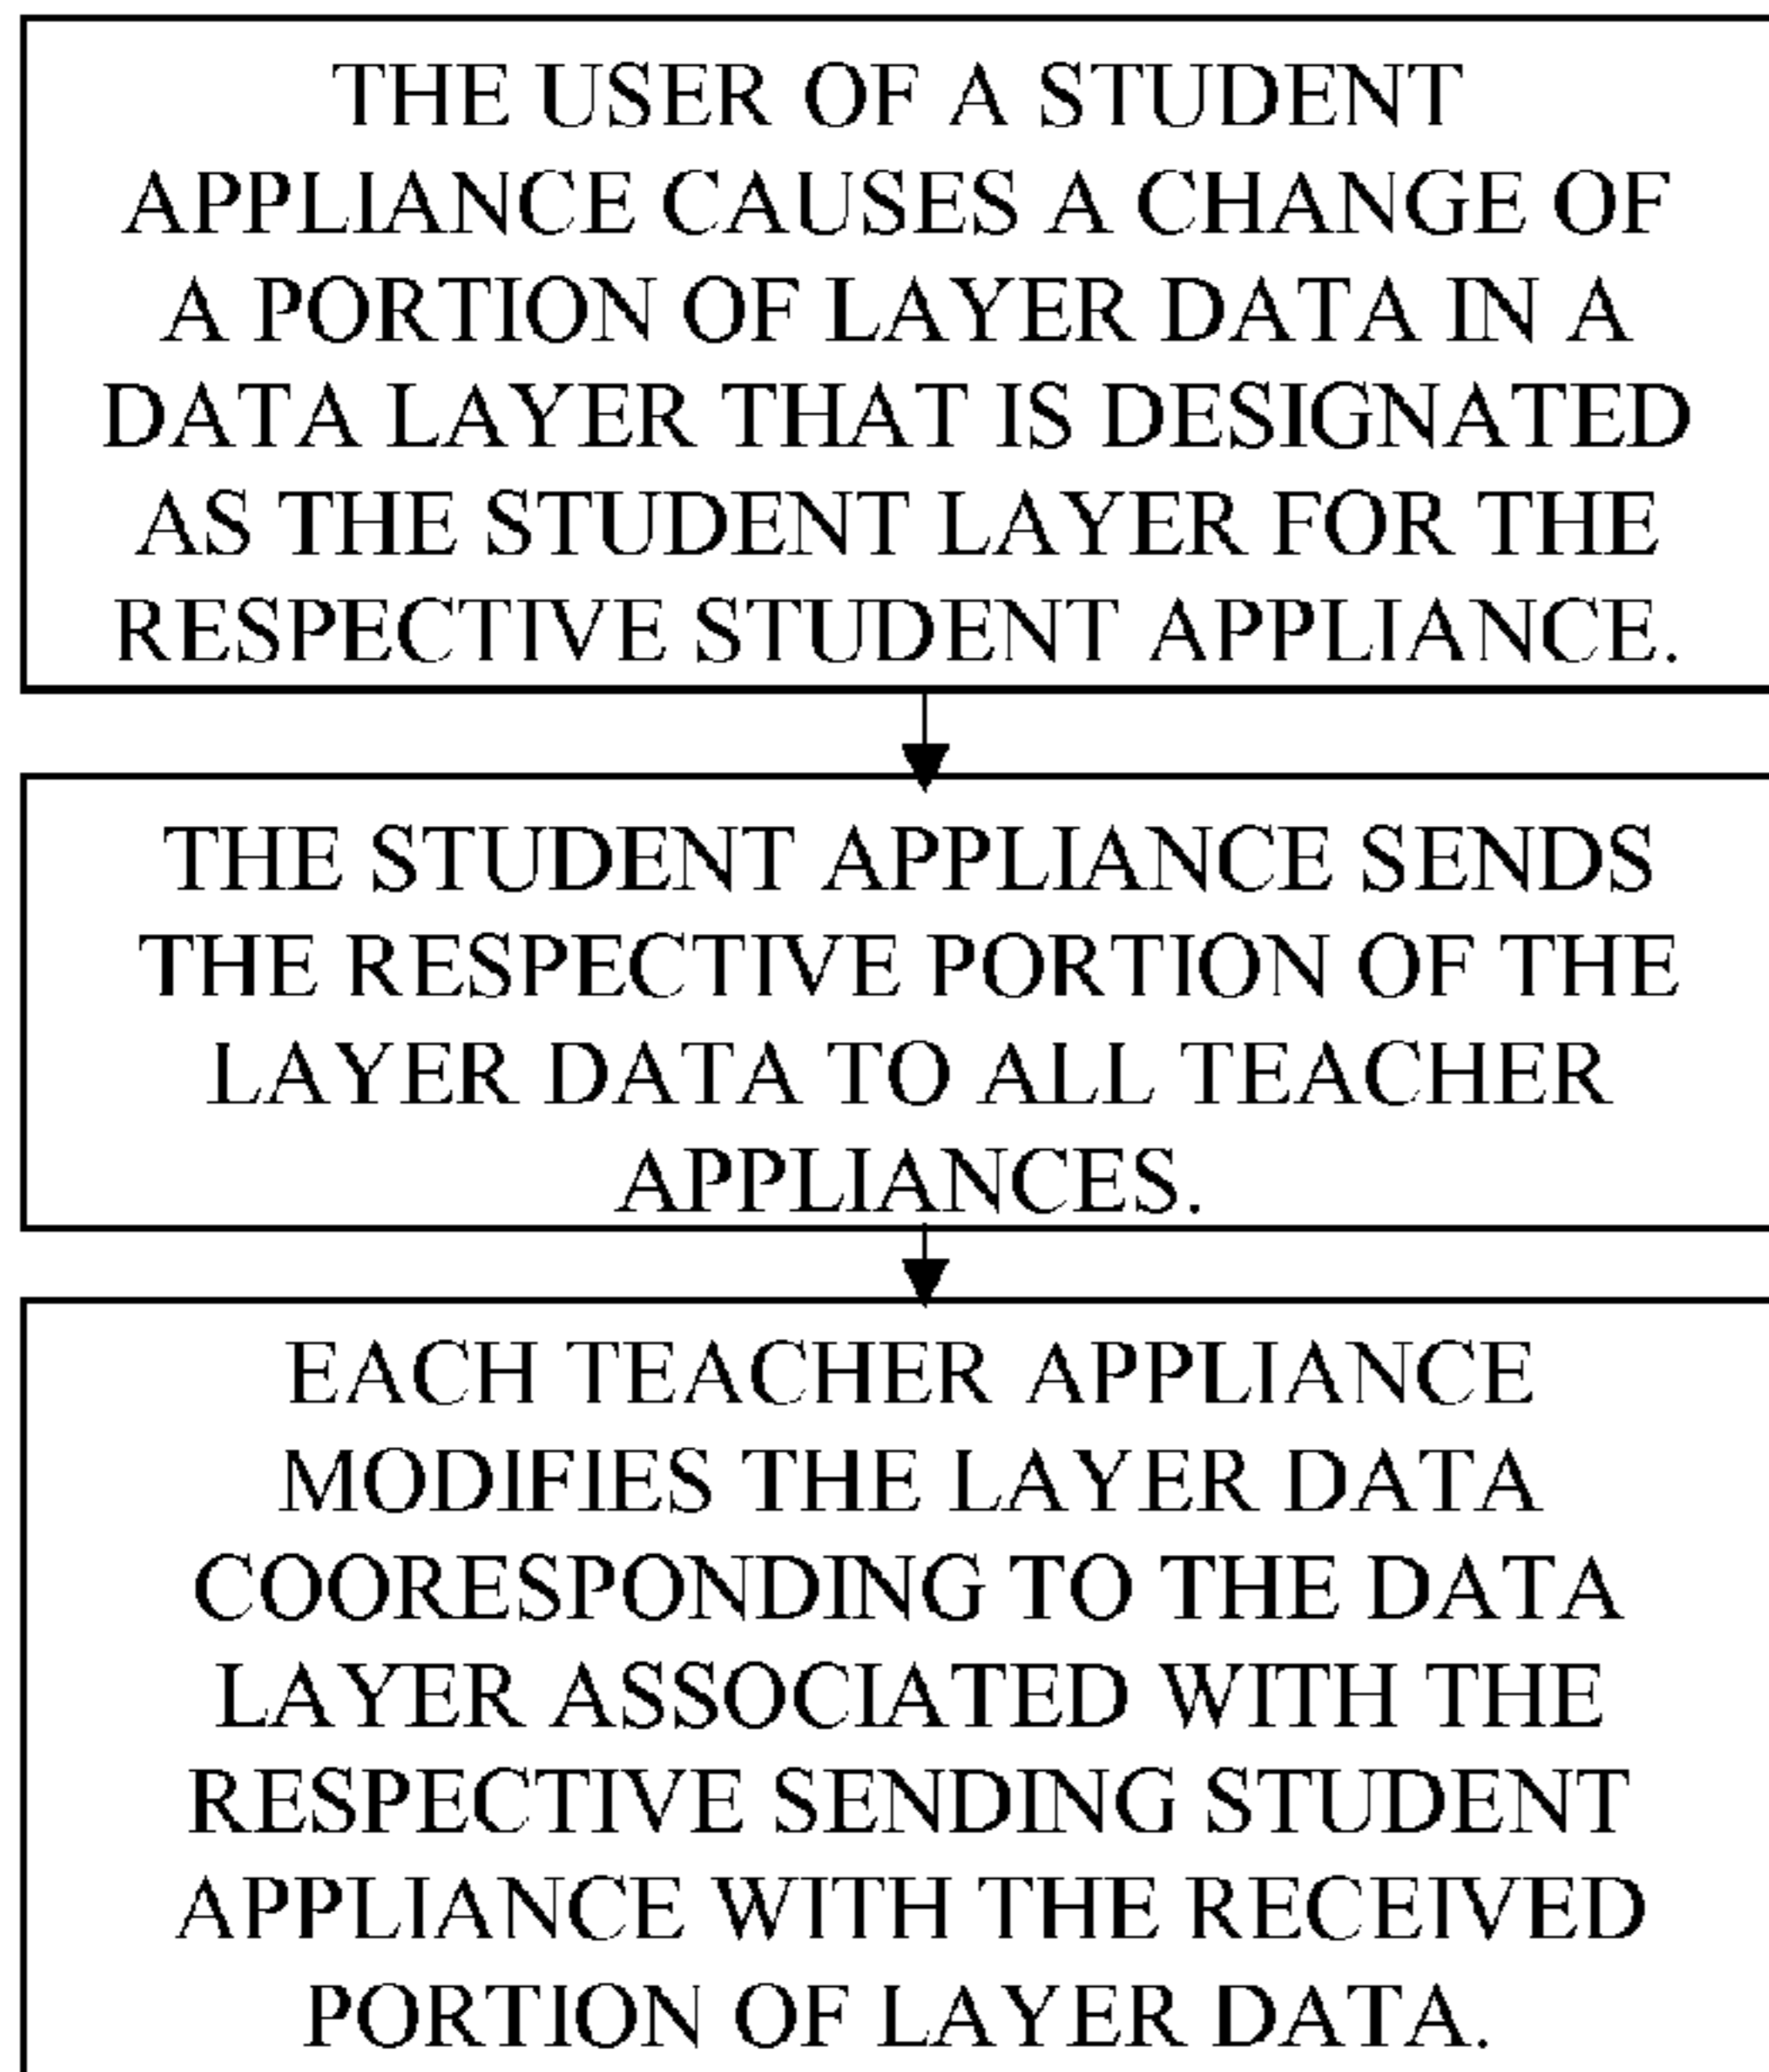 THE USER OF A STUDENT
APPLIANCE CAUSES A CHANGE OF
A PORTION OF LAYER DATA IN A
DATA LAYER THAT IS DESIGNATED
AS THE STUDENT LAYER FOR THE
RESPECTIVE STUDENT APPLIANCE.
THE STUDENT APPLIANCE SENDS
THE RESPECTIVE PORTION OF THE
LAYER DATA TO ALL TEACHER
APPLIANCES.
EACH TEACHER APPLIANCE
MODIFIES THE LAYER DATA
COORESPONDING TO THE DATA
LAYER ASSOCIATED WITH THE
RESPECTIVE SENDING STUDENT
APPLIANCE WITH THE RECEIVED
PORTION OF LAYER DATA.